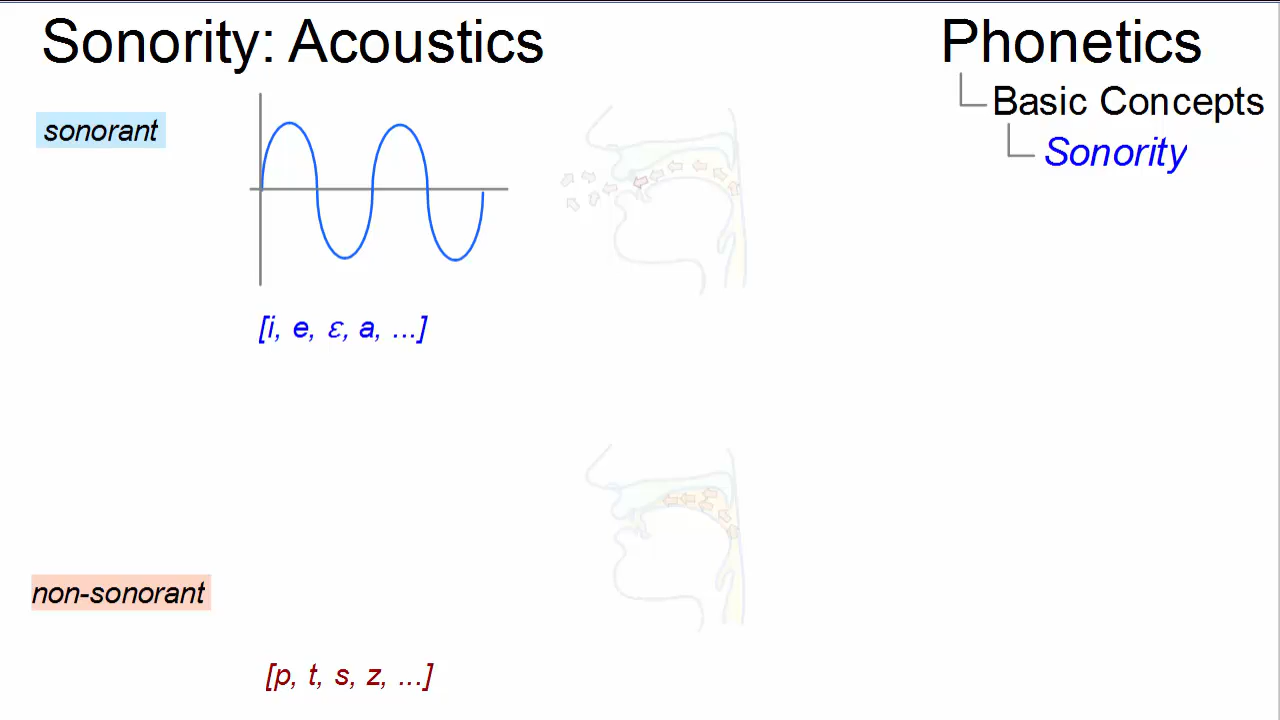 Sonority: Acoustics
Phonetics
Basic Concepts
Sonority
sonorant
[i, e, ɛ, a, ...]
non-sonorant
[p, t, s, z, ...]